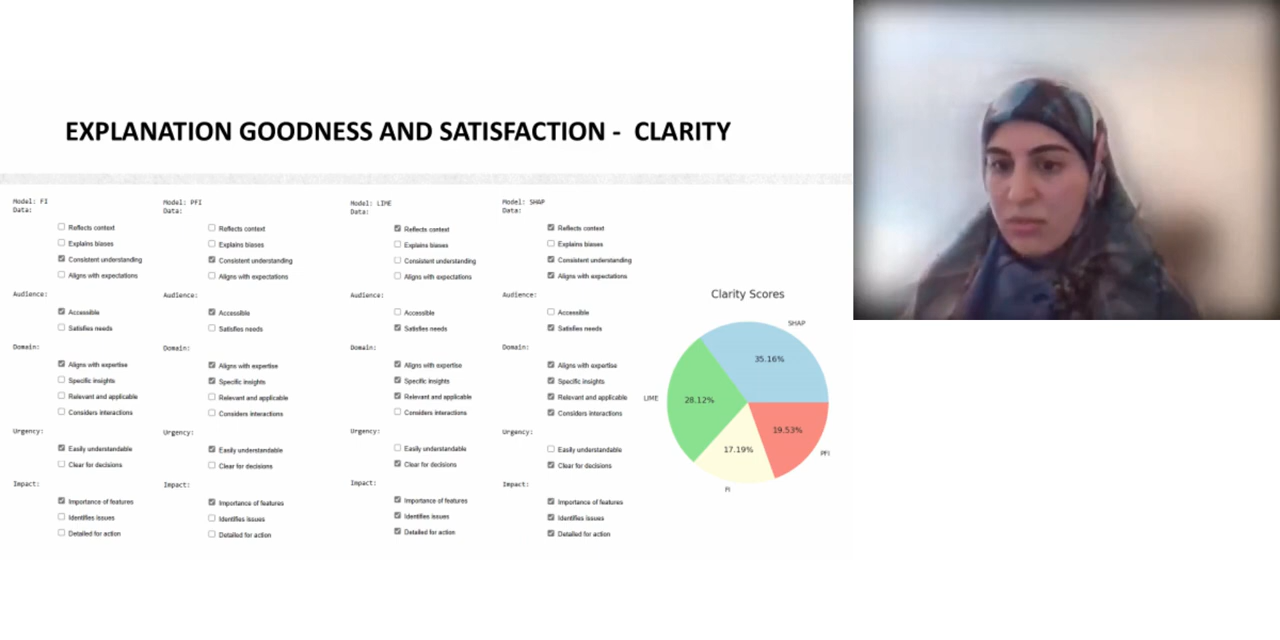 EXPLANATION GOODNESS AND SATISFACTION - CLARITY
Model: FI
Data:
Reflects context
Explains biases
Consistent understanding
Aligns with expectations
Audience:
Accessible
Satisfies needs
Domain:
Aligns with expertise
Specific insights
Relevant and applicable
Considers interactions
Urgency:
Easily understandable
Clear for decisions
Impact:
Importance of features
Identifies issues
Detailed for action
Model: PFI
Data:
Reflects context
Explains biases
Consistent understanding
Aligns with expectations
Audience:
Accessible
Satisfies needs
Domain:
Aligns with expertise
Specific insights
Relevant and applicable
Considers interactions
Urgency:
Easily understandable
Clear for decisions
Impact:
Importance of features
Identifies issues
Detailed for action
Model: LIME
Data:
Reflects context
Explains biases
Consistent understanding
Aligns with expectations
Audience:
Accessible
Satisfies needs
Domain:
Aligns with expertise
Specific insights
Relevant and applicable
Considers interactions
Urgency:
Easily understandable
Clear for decisions
Impact:
Importance of features
Identifies issues
Detailed for action
Model: SHAP
Data:
Reflects context
Explains biases
Consistent understanding
Aligns with expectations
Audience:
Accessible
Satisfies needs
Domain:
Aligns with expertise
Specific insights
Relevant and applicable
Considers interactions
Urgency:
Easily understandable
Clear for decisions
Impact:
Importance of features
Identifies issues
Detailed for action
Clarity Scores
SHAP
35.16%
LIME
28.12%
19.53%
17.19%
PFI
FI